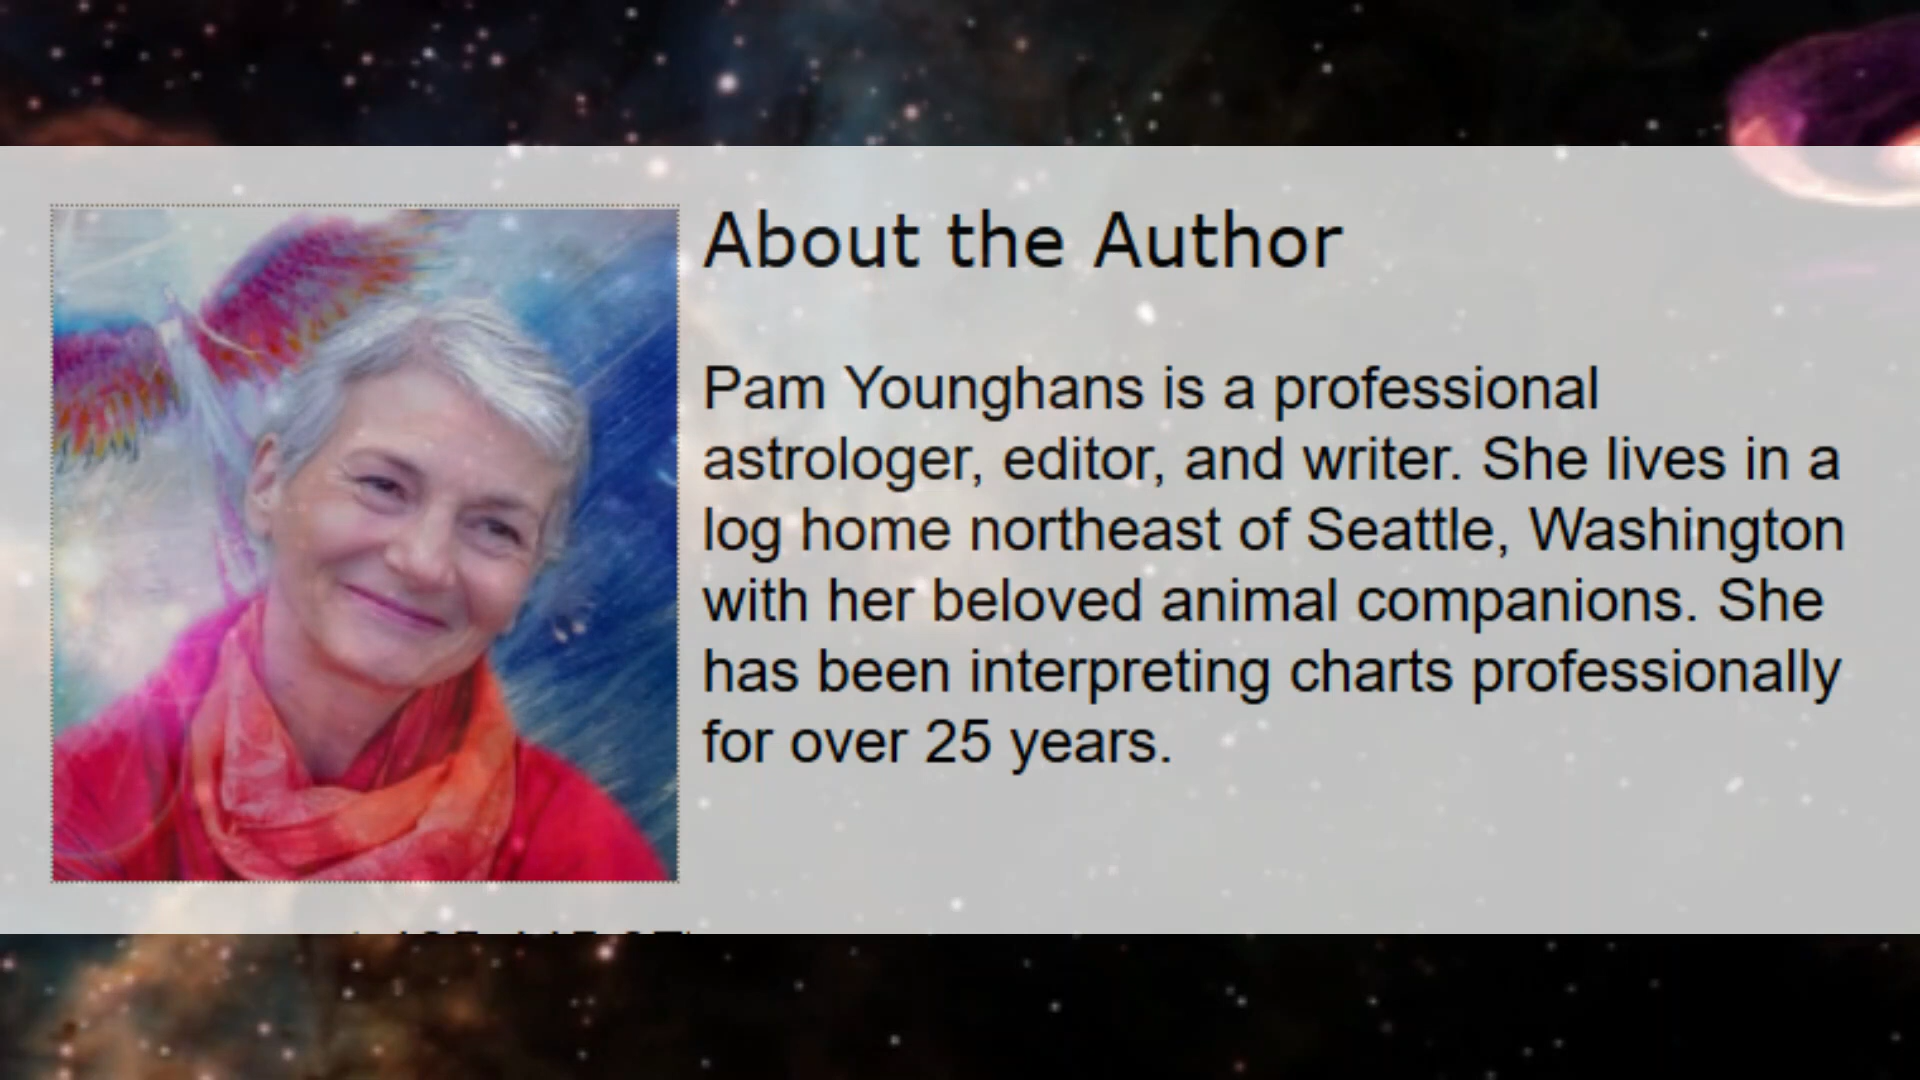 About the Author
Pam Younghans is a professional
astrologer, editor, and writer. She lives in a
log home northeast of Seattle, Washington
with her beloved animal companions. She
has been interpreting charts professionally
for over 25 years.